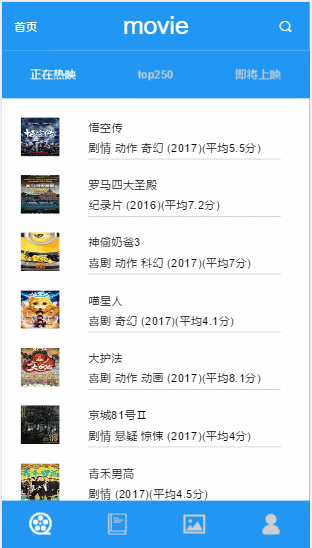 首页 movie
正在热映 top250 即将上映
悟空传
剧情 动作 奇幻 (2017)(平均5.5分)
罗马四大圣殿
纪录片 (2016)(平均7.2分)
神偷奶爸3
喜剧 动作 科幻 (2017)(平均7分)
喵星人
喜剧 奇幻 (2017)(平均4.1分)
大护法
喜剧 动作 动画 (2017)(平均8.1分)
京城81号Ⅱ
剧情 悬疑 惊悚 (2017)(平均4分)
青禾男高
剧情 (2017)(平均4.5分)